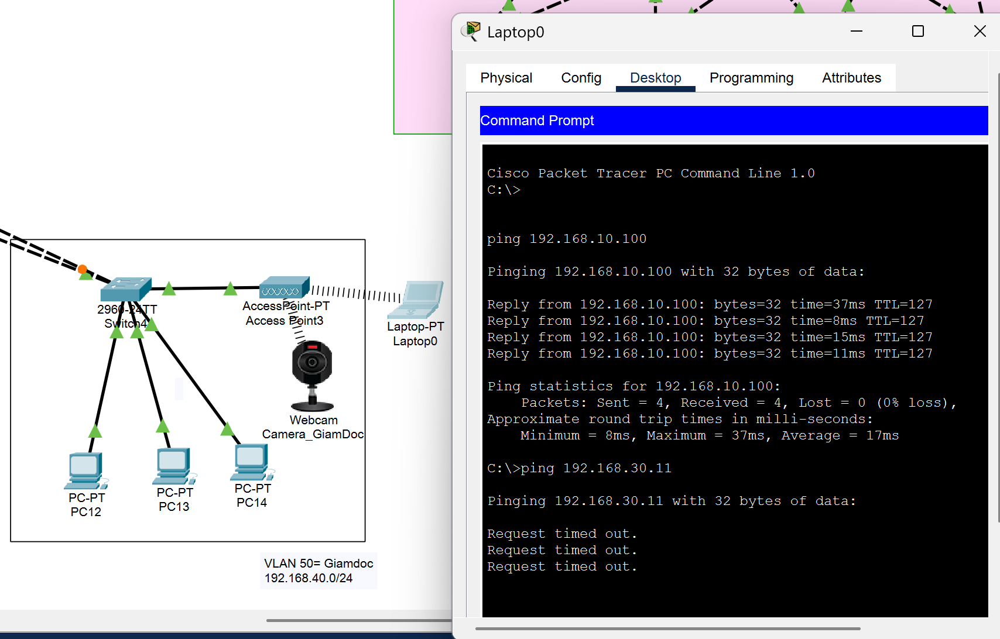 Laptop0
Physical
Config
Desktop
Programming
Attributes
Command Prompt
Cisco Packet Tracer PC Command Line 1.0
C:\>
ping 192.168.10.100
Pinging 192.168.10.100 with 32 bytes of data:
Reply from 192.168.10.100: bytes=32 time=37ms TTL=127
Reply from 192.168.10.100: bytes=32 time=8ms TTL=127
Reply from 192.168.10.100: bytes=32 time=15ms TTL=127
Reply from 192.168.10.100: bytes=32 time=11ms TTL=127
Ping statistics for 192.168.10.100:
Packets: Sent = 4, Received = 4, Lost = 0 (0% loss),
Approximate round trip times in milli-seconds:
Minimum = 8ms, Maximum = 37ms, Average = 17ms
C:\>ping 192.168.30.11
Pinging 192.168.30.11 with 32 bytes of data:
Request timed out.
Request timed out.
Request timed out.
2960-24TT
Switch4
AccessPoint-PT
Access Point3
Laptop-PT
Laptop0
Webcam
Camera_GiamDoc
PC-PT
PC12
PC-PT
PC13
PC-PT
PC14
VLAN 50= Giamdoc
192.168.40.0/24